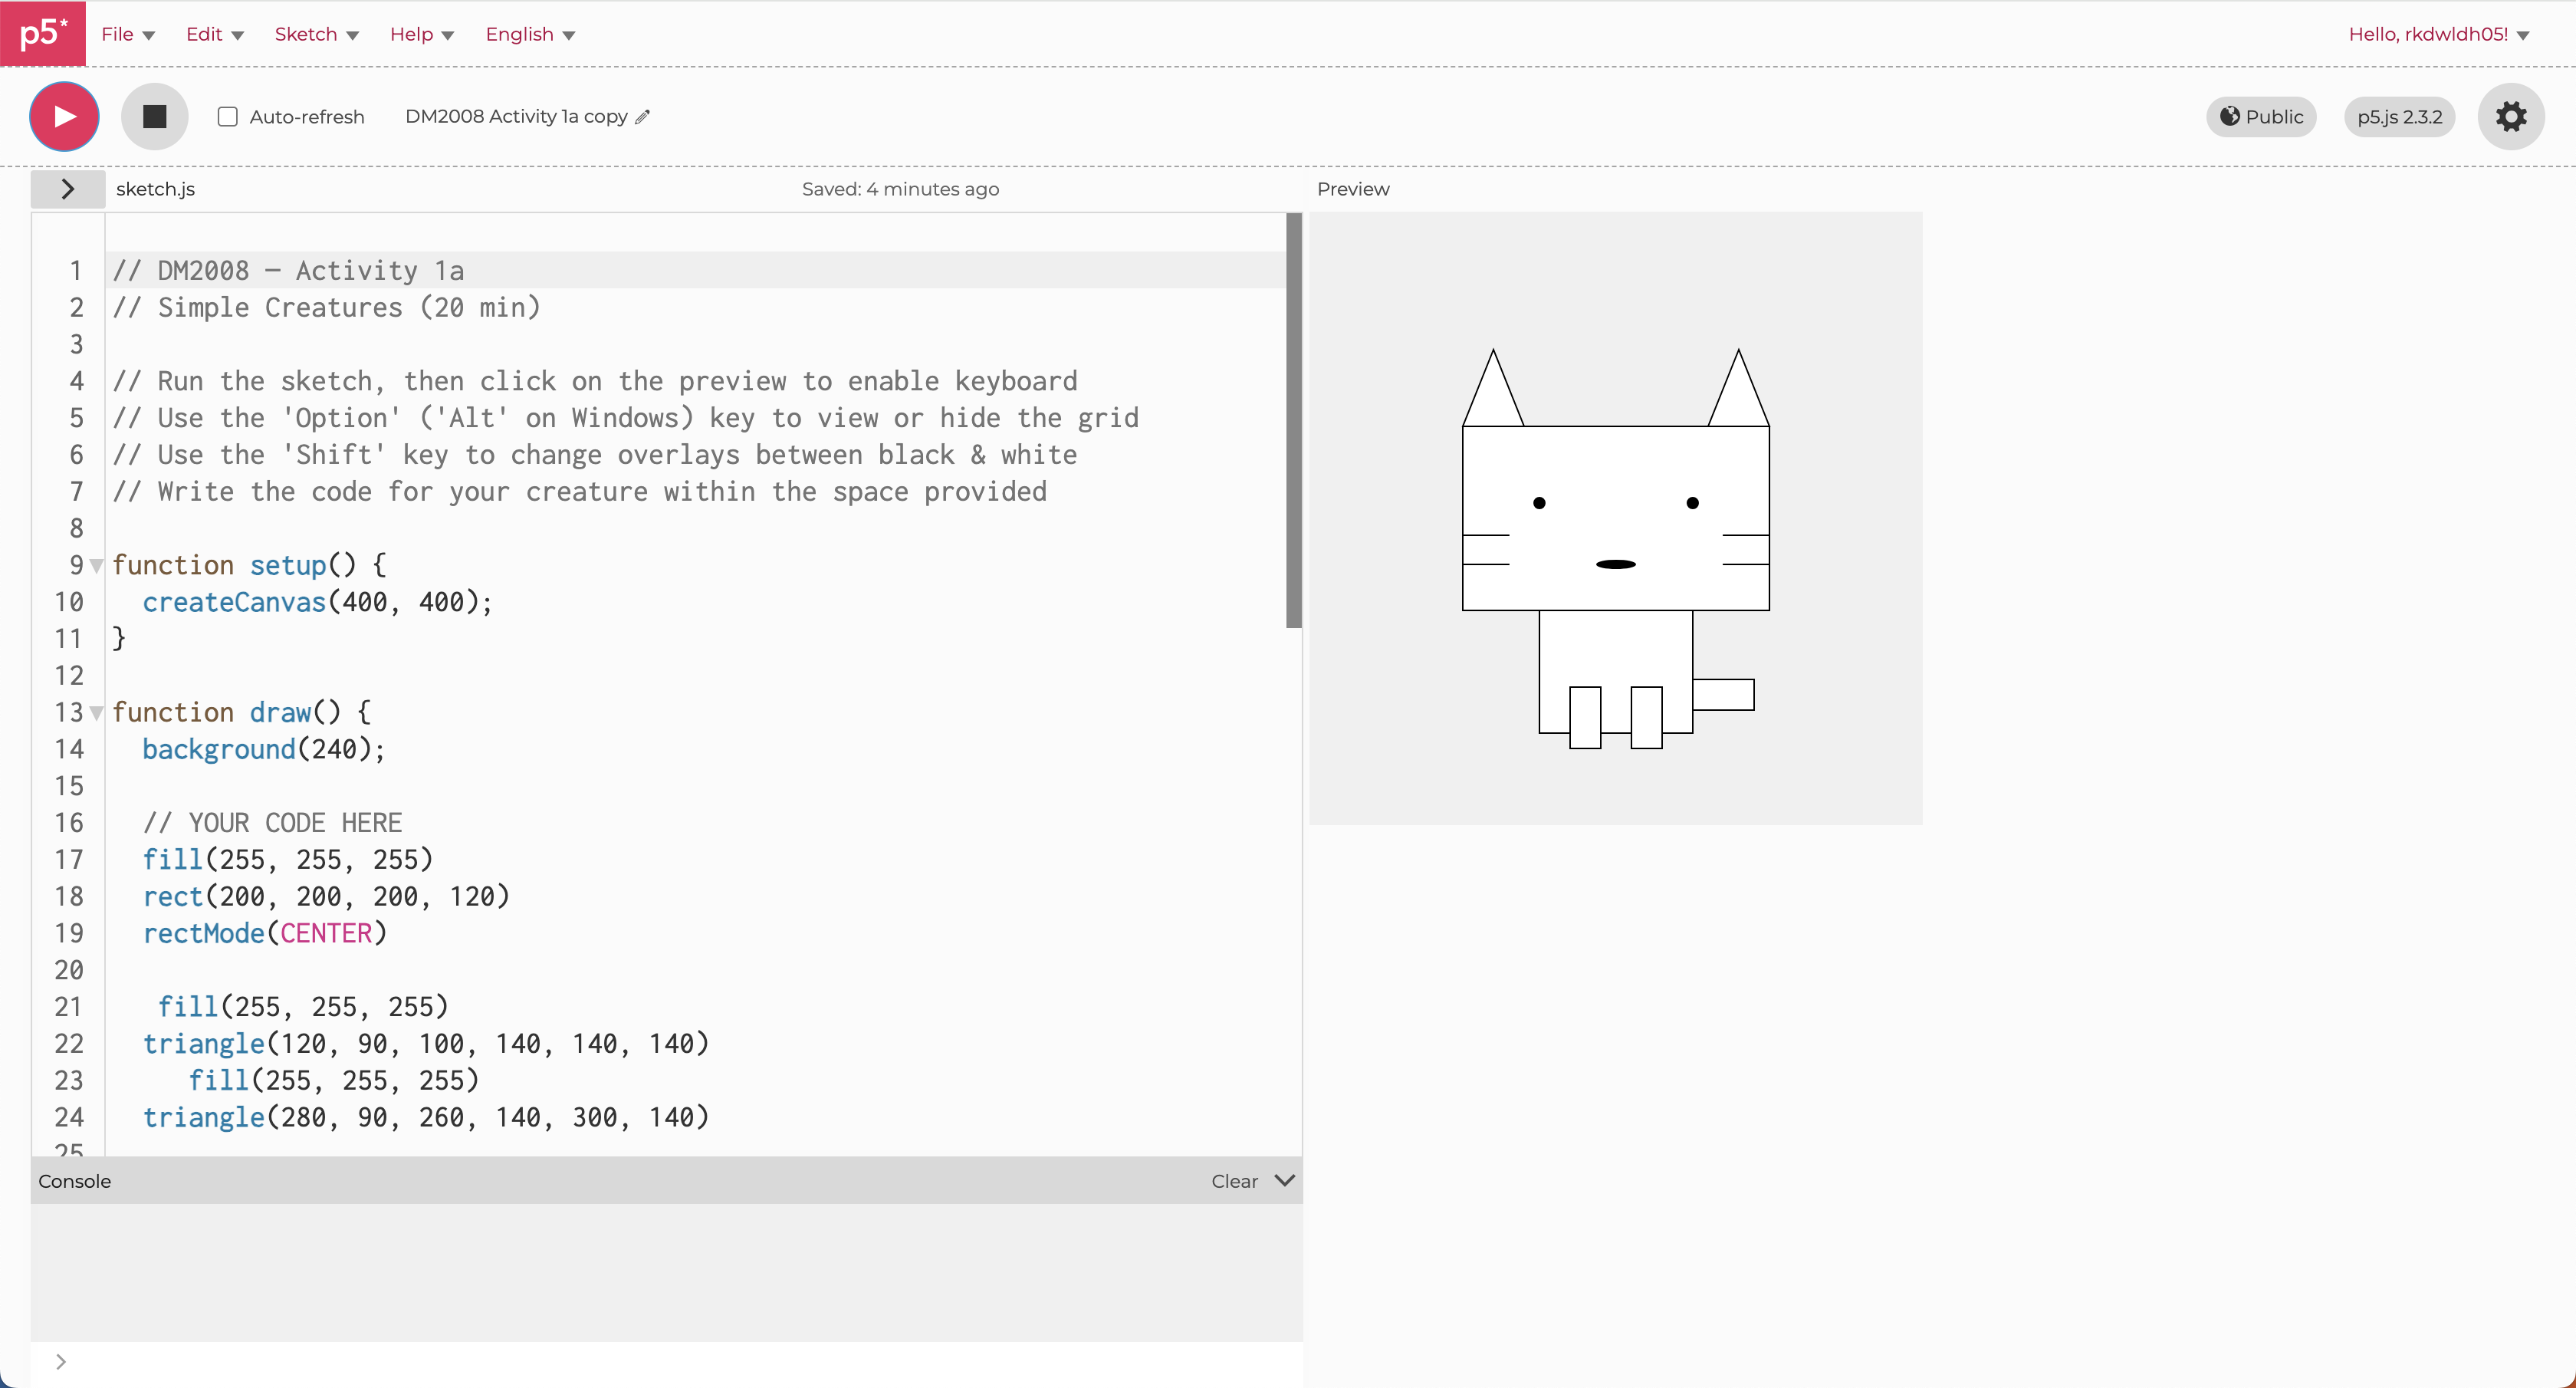 p5* File Edit Sketch Help English Hello, rkdwldh05!
Auto-refresh DM2008 Activity 1a copy Public p5.js 2.3.2
sketch.js Saved: 4 minutes ago Preview
1 // DM2008 — Activity 1a
2 // Simple Creatures (20 min)
3
4 // Run the sketch, then click on the preview to enable keyboard
5 // Use the 'Option' ('Alt' on Windows) key to view or hide the grid
6 // Use the 'Shift' key to change overlays between black & white
7 // Write the code for your creature within the space provided
8
9 function setup() {
10 createCanvas(400, 400);
11 }
12
13 function draw() {
14 background(240);
15
16 // YOUR CODE HERE
17 fill(255, 255, 255)
18 rect(200, 200, 200, 120)
19 rectMode(CENTER)
20
21 fill(255, 255, 255)
22 triangle(120, 90, 100, 140, 140, 140)
23 fill(255, 255, 255)
24 triangle(280, 90, 260, 140, 300, 140)
25
Console Clear
>